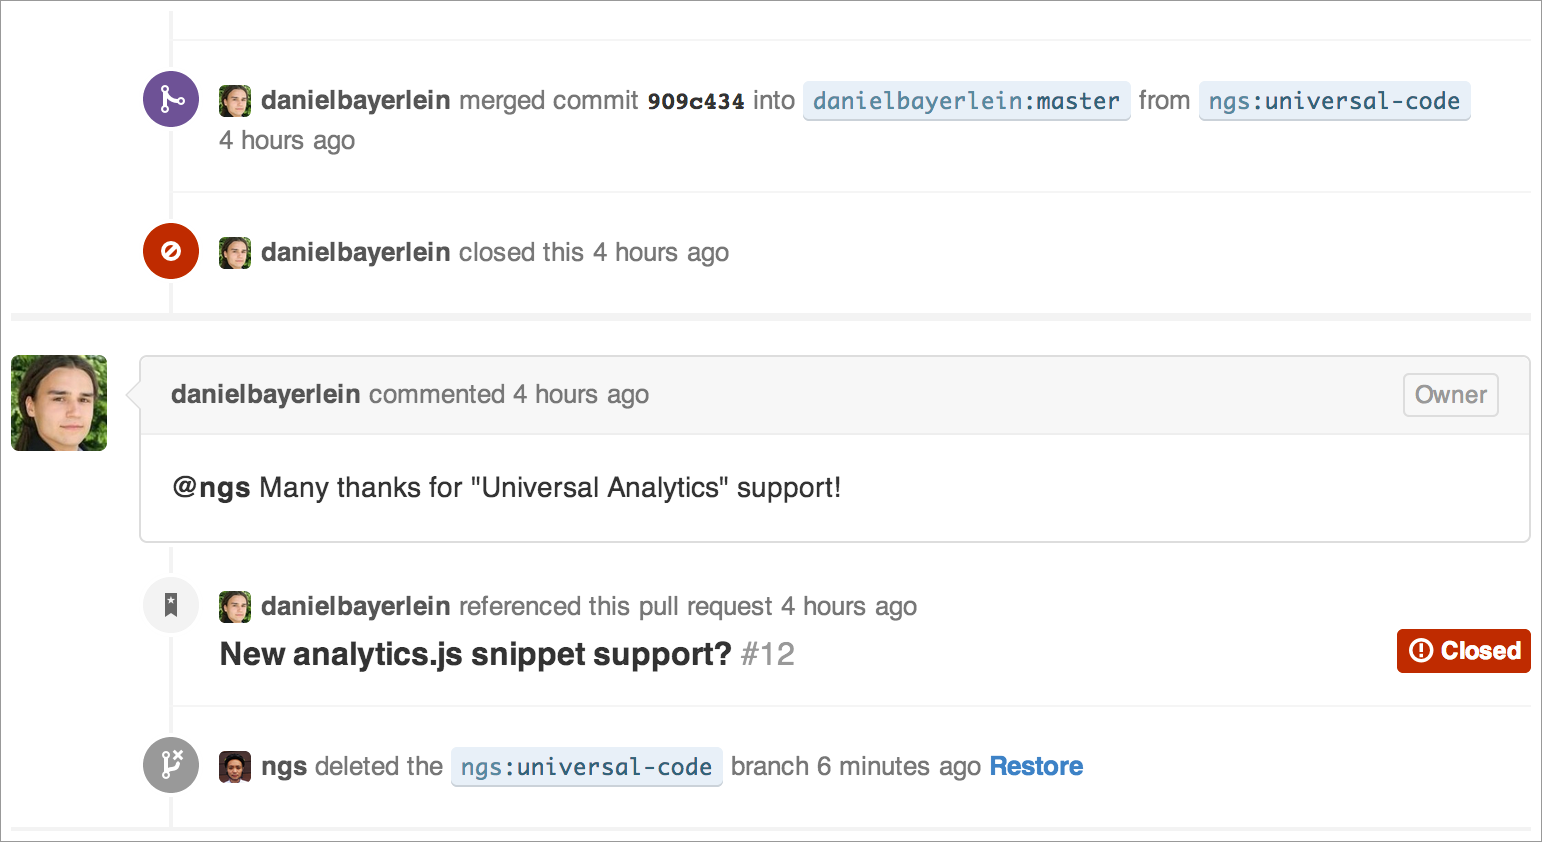 danielbayerlein merged commit 909c434 into danielbayerlein:master from ngs:universal-code
4 hours ago
danielbayerlein closed this 4 hours ago
danielbayerlein commented 4 hours ago Owner
@ngs Many thanks for "Universal Analytics" support!
danielbayerlein referenced this pull request 4 hours ago
New analytics.js snippet support? #12 Closed
ngs deleted the ngs:universal-code branch 6 minutes ago Restore